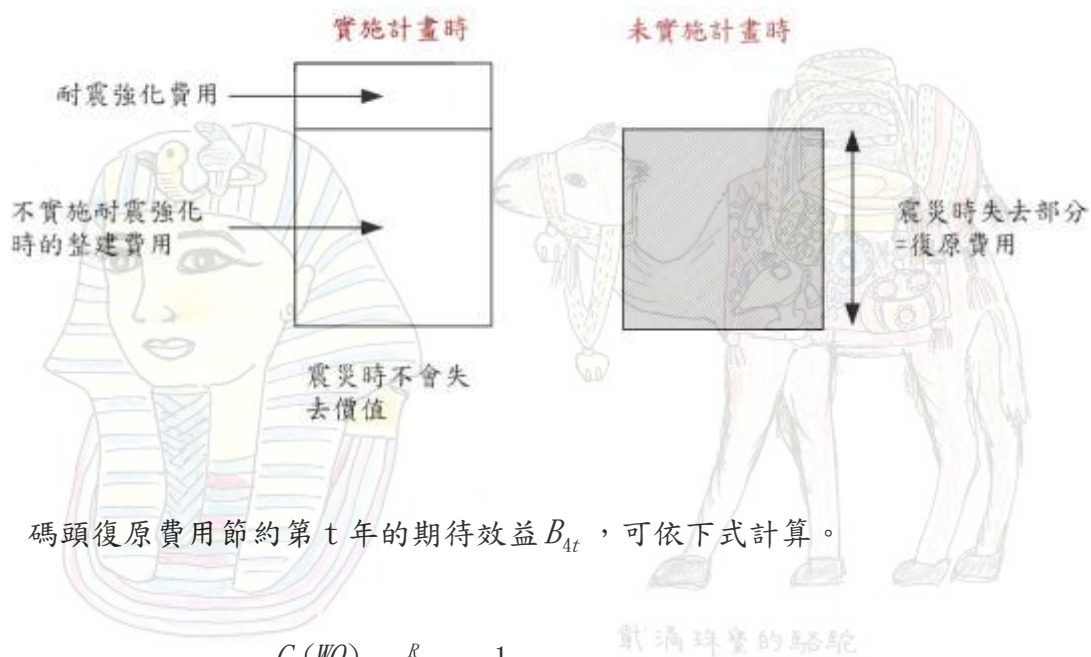 實施計畫時
未實施計畫時
耐震強化費用
不實施耐震強化
時的整建費用
震災時失去部分
=復原費用
震災時不會失
去價值
碼頭復原費用節約第 t 年的期待效益 B₄ₜ ，可依下式計算。
載滿珠寶的駱駝